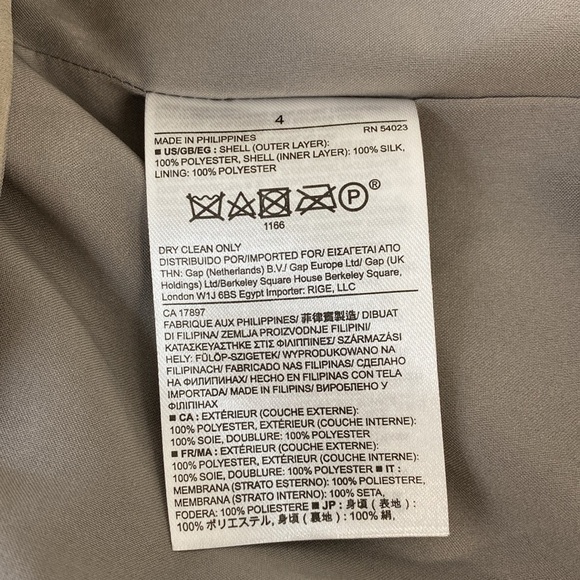 4
MADE IN PHILIPPINES RN 54023
■ US/GB/EG : SHELL (OUTER LAYER):
100% POLYESTER, SHELL (INNER LAYER): 100% SILK,
LINING: 100% POLYESTER
P®
1166
DRY CLEAN ONLY
DISTRIBUIDO POR/IMPORTED FOR/ ΕΙΣΑΓΕΤΑΙ ΑΠΟ
ΤΗΝ: Gap (Netherlands) B.V./ Gap Europe Ltd/ Gap (UK
Holdings) Ltd/Berkeley Square House Berkeley Square,
London W1J 6BS Egypt Importer: RIGE, LLC
CA 17897
FABRIQUE AUX PHILIPPINES/ 菲律賓製造/ DIBUAT
DI FILIPINA/ ZEMLJA PROIZVODNJE FILIPINI/
ΚΑΤΑΣΚΕΥΑΣΤΗΚΕ ΣΤΙΣ ΦΙΛΙΠΠΙΝΕΣ/ SZÁRMAZÁSI
HELY: FÜLÖP-SZIGETEK/ WYPRODUKOWANO NA
FILIPINACH/ FABRICADO NAS FILIPINAS/ СДЕЛАНО
НА ФИЛИПИНАХ/ HECHO EN FILIPINAS CON TELA
IMPORTADA/ MADE IN FILIPINS/ ВИРОБЛЕНО У
ФІЛІПІНАХ
■ CA : EXTÉRIEUR (COUCHE EXTERNE):
100% POLYESTER, EXTÉRIEUR (COUCHE INTERNE):
100% SOIE, DOUBLURE: 100% POLYESTER
■ FR/MA : EXTÉRIEUR (COUCHE EXTERNE):
100% POLYESTER, EXTÉRIEUR (COUCHE INTERNE):
100% SOIE, DOUBLURE: 100% POLYESTER ■ IT :
MEMBRANA (STRATO ESTERNO): 100% POLIESTERE,
MEMBRANA (STRATO INTERNO): 100% SETA,
FODERA: 100% POLIESTERE ■ JP : 身頃 ( 表地 ) :
100% ポリエステル, 身頃 ( 裏地 ) : 100% 絹,